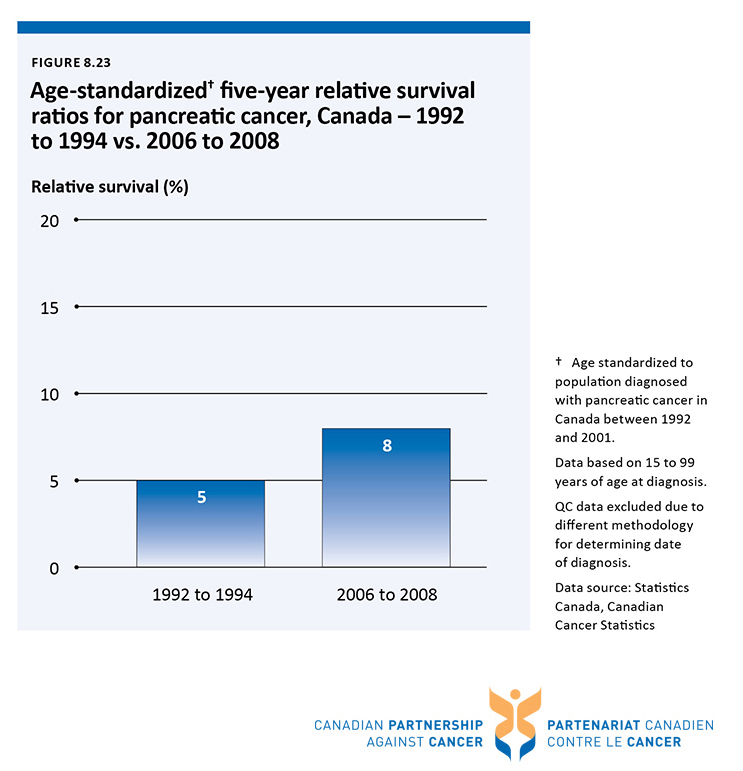 FIGURE 8.23
Age-standardized† five-year relative survival
ratios for pancreatic cancer, Canada – 1992
to 1994 vs. 2006 to 2008
Relative survival (%)
20
15
10
5
0
5
8
1992 to 1994
2006 to 2008
† Age standardized to
population diagnosed
with pancreatic cancer in
Canada between 1992
and 2001.
Data based on 15 to 99
years of age at diagnosis.
QC data excluded due to
different methodology
for determining date
of diagnosis.
Data source: Statistics
Canada, Canadian
Cancer Statistics
CANADIAN PARTNERSHIP
AGAINST CANCER
PARTENARIAT CANADIEN
CONTRE LE CANCER